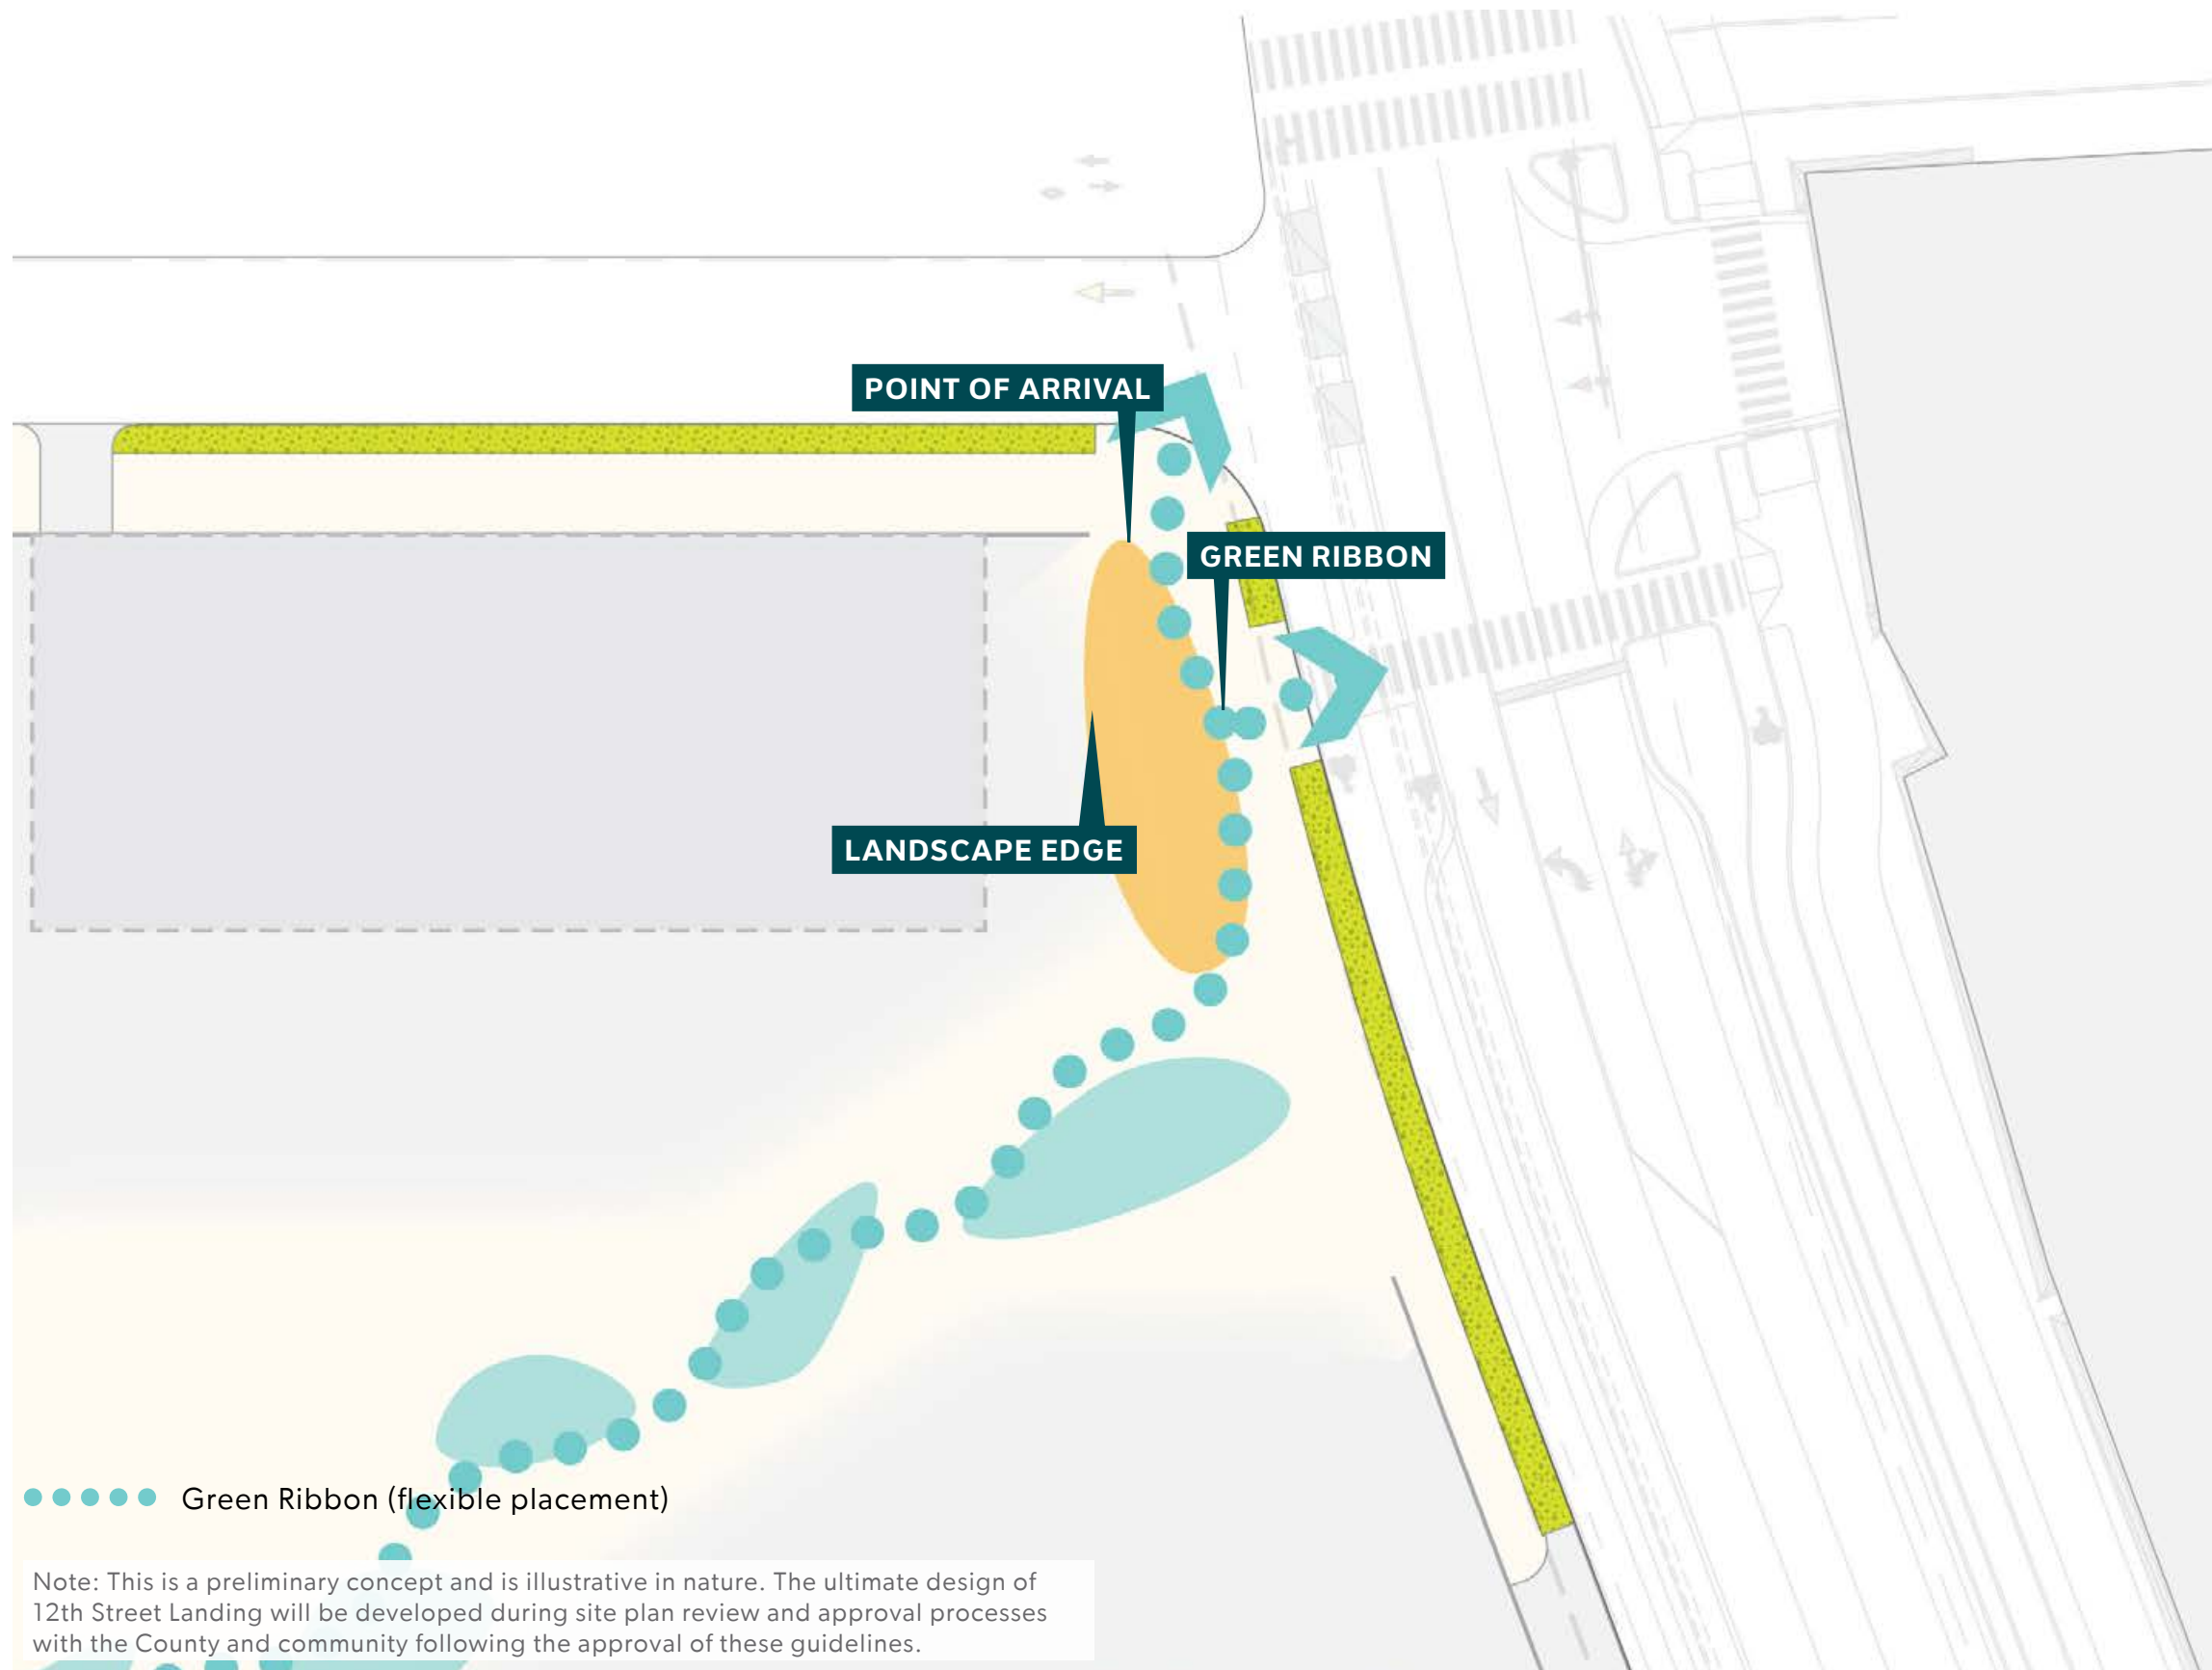 POINT OF ARRIVAL
GREEN RIBBON
LANDSCAPE EDGE
Green Ribbon (flexible placement)
Note: This is a preliminary concept and is illustrative in nature. The ultimate design of
12th Street Landing will be developed during site plan review and approval processes
with the County and community following the approval of these guidelines.